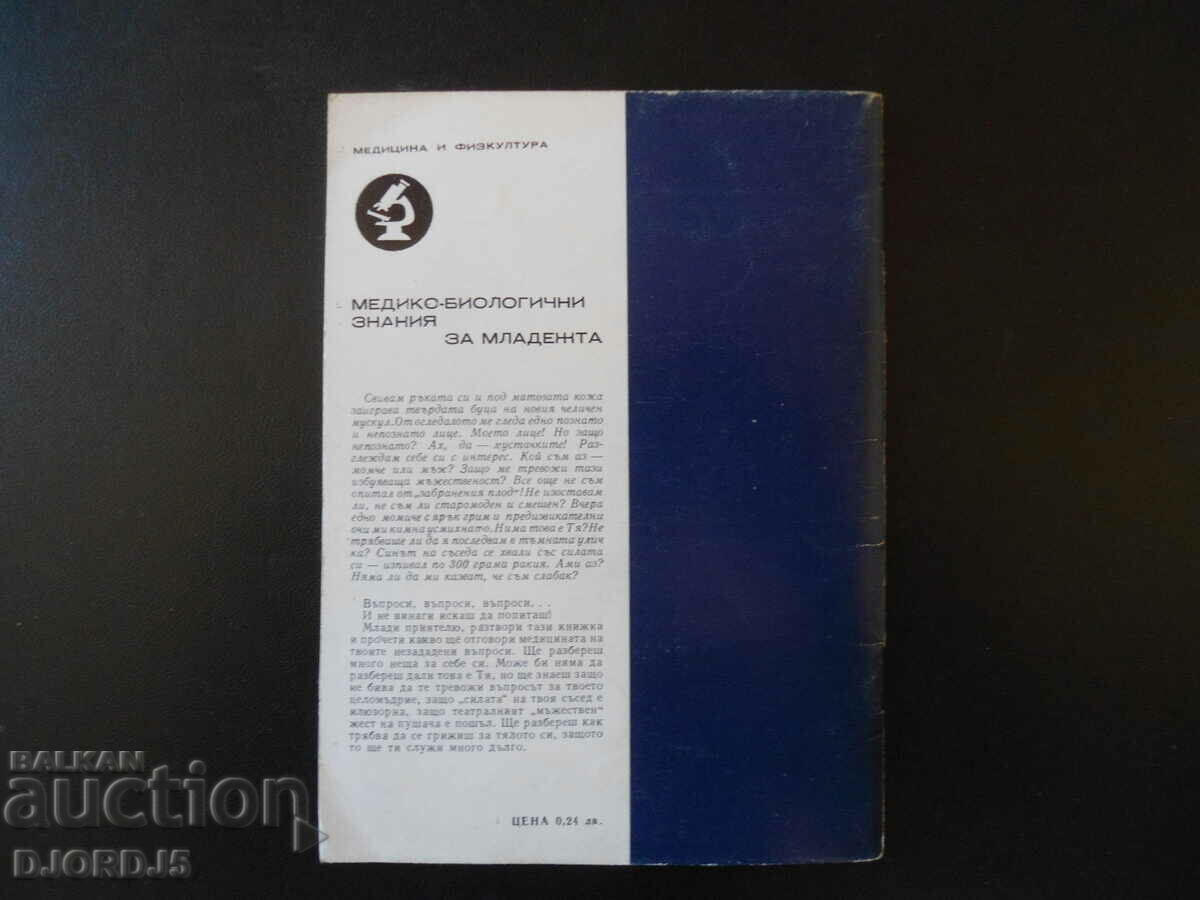 МЕДИЦИНА И ФИЗКУЛТУРА
МЕДИКО-БИОЛОГИЧНИ
ЗНАНИЯ
ЗА МЛАДЕЖТА
Свивам ръката си и под матовата кожа
заиграва твърдата буца на новия челичен
мускул. От огледалото ме гледа едно познато
и непознато лице. Моето лице! Но защо
непознато? Ах, да — мустачките! Раз-
глеждам себе си с интерес. Кой съм аз —
момче или мъж? Защо ме тревожи тази
избуяваща мъжественост? Все още не съм
опитал от „забранения плод“! Не изоставам
ли, не съм ли старомоден и смешен? Вчера
едно момиче с ярък грим и предизвикателни
очи ми кимна усмихнато. Нима това е Тя? Не
трябваше ли да я последвам в тъмната улич
ка? Синът на съседа се хвали със силата
си — изпивал по 300 грама ракия. Ами аз?
Няма ли да ми кажат, че съм слабак?
Въпроси, въпроси, въпроси. . .
И не винаги искаш да попиташ!
Млади приятелю, разтвори тази книжка
и прочети какво ще отговори медицината на
твоите незададени въпроси. Ще разбереш
много неща за себе си. Може би няма да
разбереш дали това е Тя, но ще знаеш защо
не бива да те тревожи въпросът за твоето
целомъдрие, защо „силата“ на твоя съсед е
илюзорна, защо театралният „мъжествен“
жест на пушача е пошъл. Ще разбереш как
трябва да се грижиш за тялото си, защото
то ще ти служи много дълго.
ЦЕНА 0,24 лв.
BALKAN
auction
DJORD_J5